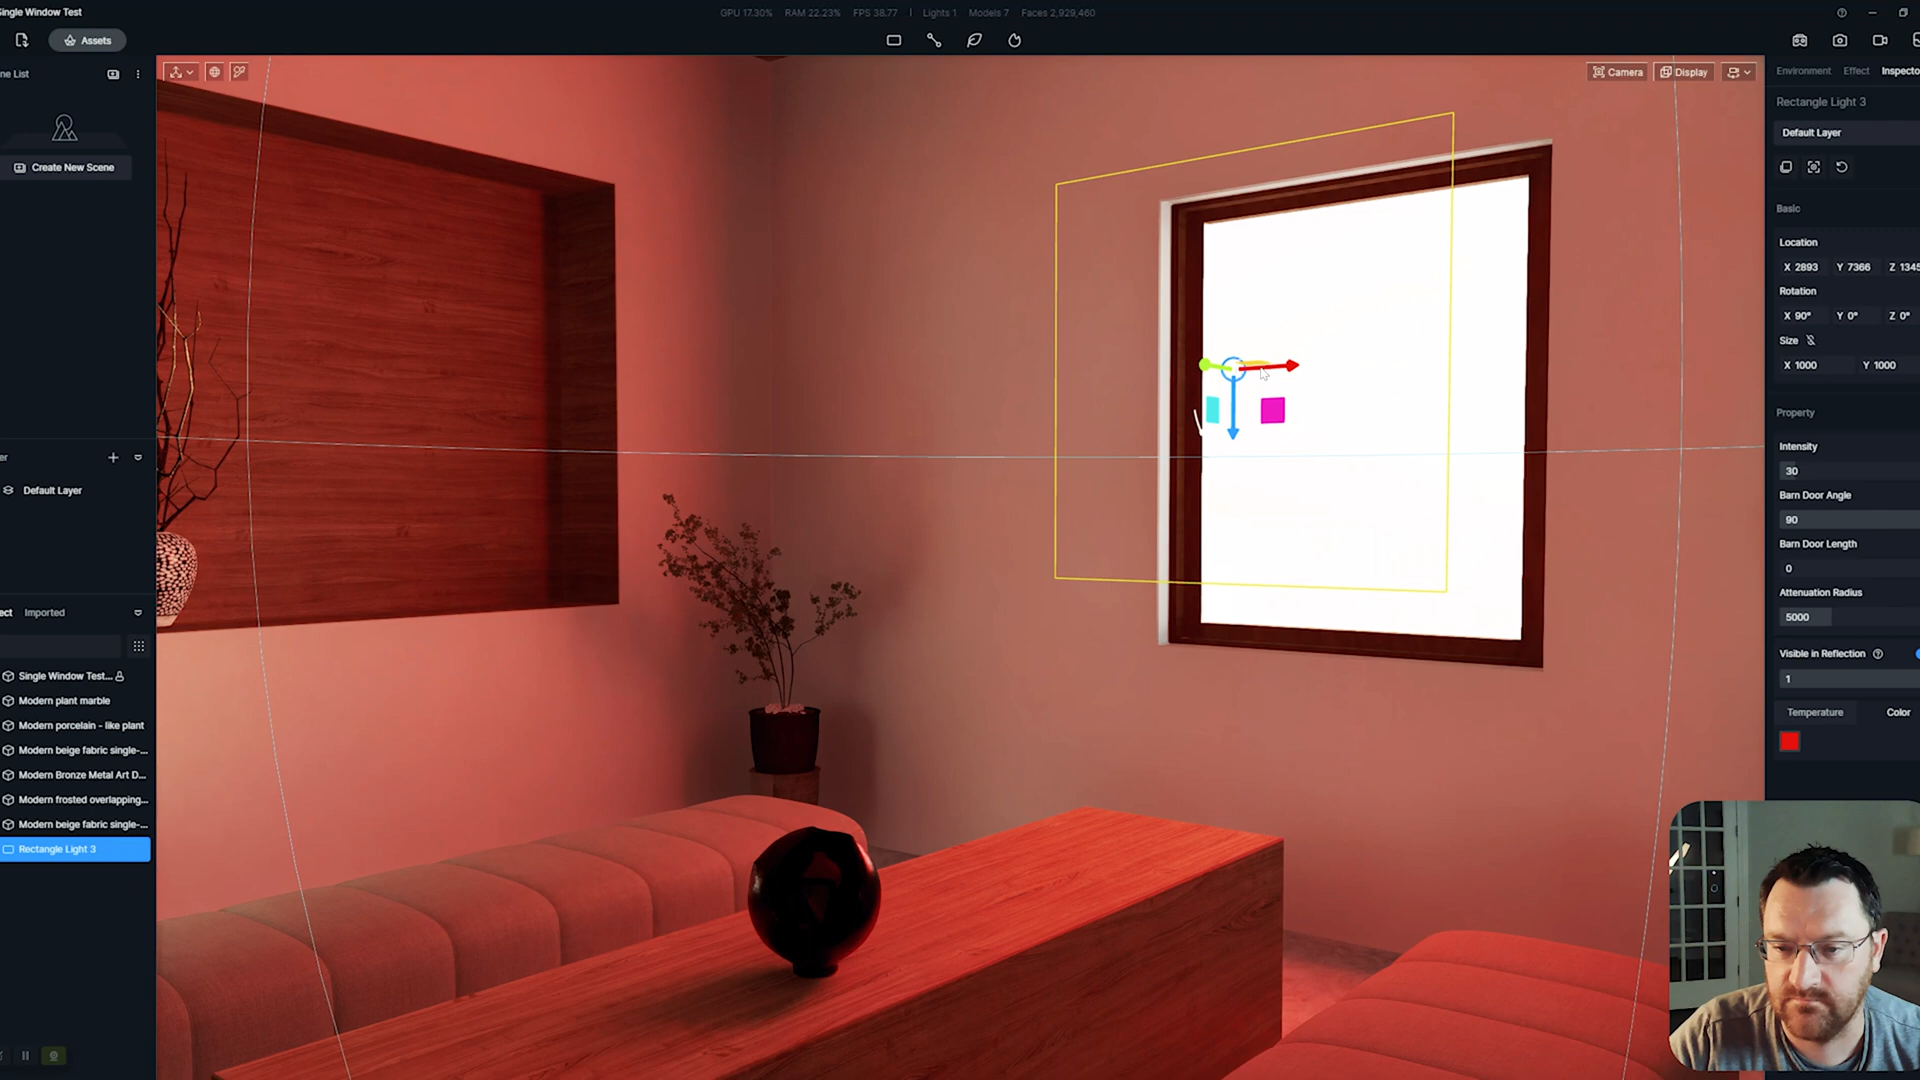 Single Window Test
GPU 17.30% RAM 22.23% FPS 38.77 | Lights 1 Models 7 Faces 2,929,460
Assets
ne List
Create New Scene
er
Default Layer
ect Imported
Single Window Test...
Modern plant marble
Modern porcelain - like plant
Modern beige fabric single-...
Modern Bronze Metal Art D...
Modern frosted overlapping...
Modern beige fabric single-...
Rectangle Light 3
Camera Display
Environment Effect Inspecto
Rectangle Light 3
Default Layer
Basic
Location
X 2893 Y 7366 Z 1345
Rotation
X 90° Y 0° Z 0°
Size
X 1000 Y 1000
Property
Intensity
30
Barn Door Angle
90
Barn Door Length
0
Attenuation Radius
5000
Visible in Reflection
1
Temperature Color